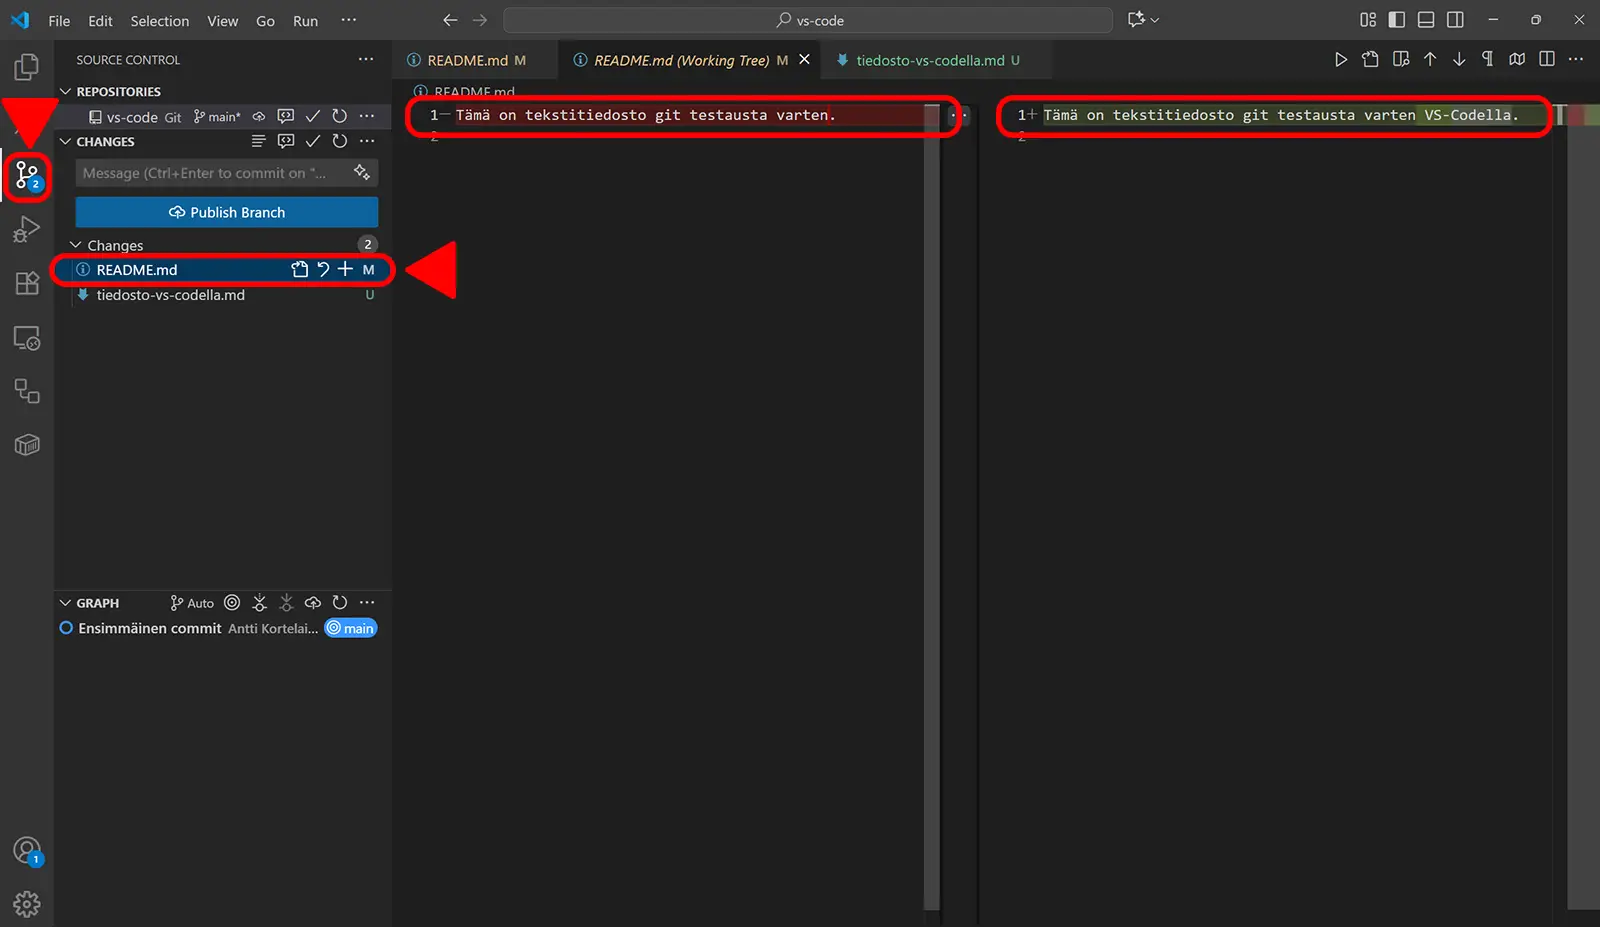 File Edit Selection View Go Run ···
vs-code
SOURCE CONTROL ···
REPOSITORIES
vs-code Git main* ···
CHANGES ···
Message (Ctrl+Enter to commit on "...
Publish Branch
Changes 2
README.md M
tiedosto-vs-codella.md U
2
GRAPH Auto ···
Ensimmäinen commit Antti Kortelai... main
1
README.md M
README.md (Working Tree) M
tiedosto-vs-codella.md U
README.md
1− Tämä on tekstitiedosto git testausta varten.
2
1+ Tämä on tekstitiedosto git testausta varten VS-Codella.
2